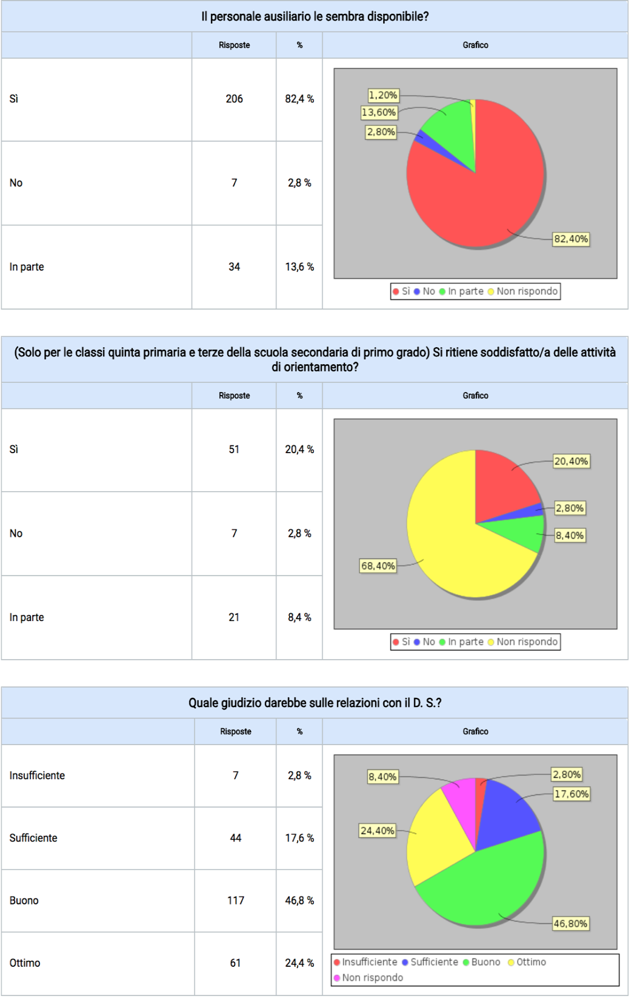 Il personale ausiliario le sembra disponibile?
Risposte % Grafico
Sì 206 82,4 %
No 7 2,8 %
In parte 34 13,6 %
1,20%
13,60%
2,80%
82,40%
Sì No In parte Non rispondo
(Solo per le classi quinta primaria e terze della scuola secondaria di primo grado) Si ritiene soddisfatto/a delle attività
di orientamento?
Risposte % Grafico
Sì 51 20,4 %
No 7 2,8 %
In parte 21 8,4 %
20,40%
2,80%
8,40%
68,40%
Sì No In parte Non rispondo
Quale giudizio darebbe sulle relazioni con il D. S.?
Risposte % Grafico
Insufficiente 7 2,8 %
Sufficiente 44 17,6 %
Buono 117 46,8 %
Ottimo 61 24,4 %
8,40%
2,80%
17,60%
24,40%
46,80%
Insufficiente Sufficiente Buono Ottimo
Non rispondo